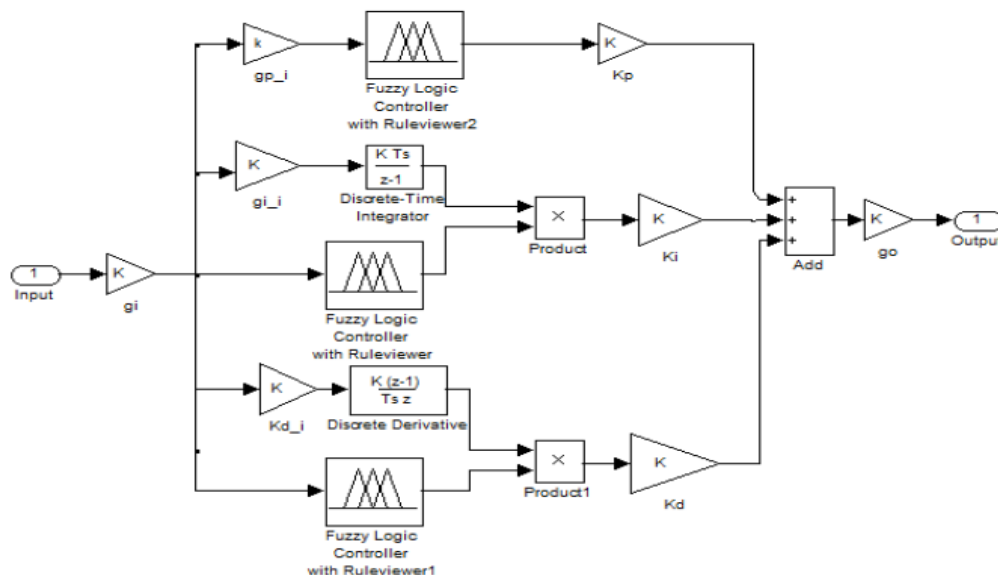 k
gp_i
Fuzzy Logic
Controller
with Ruleviewer2
K
Kp
K
gi_i
K Ts
z-1
Discrete-Time
Integrator
×
Product
K
Ki
+
+
+
Add
K
go
1
Output
1
Input
K
gi
Fuzzy Logic
Controller
with Ruleviewer
K
Kd_i
K (z-1)
Ts z
Discrete Derivative
×
Product1
K
Kd
Fuzzy Logic
Controller
with Ruleviewer1